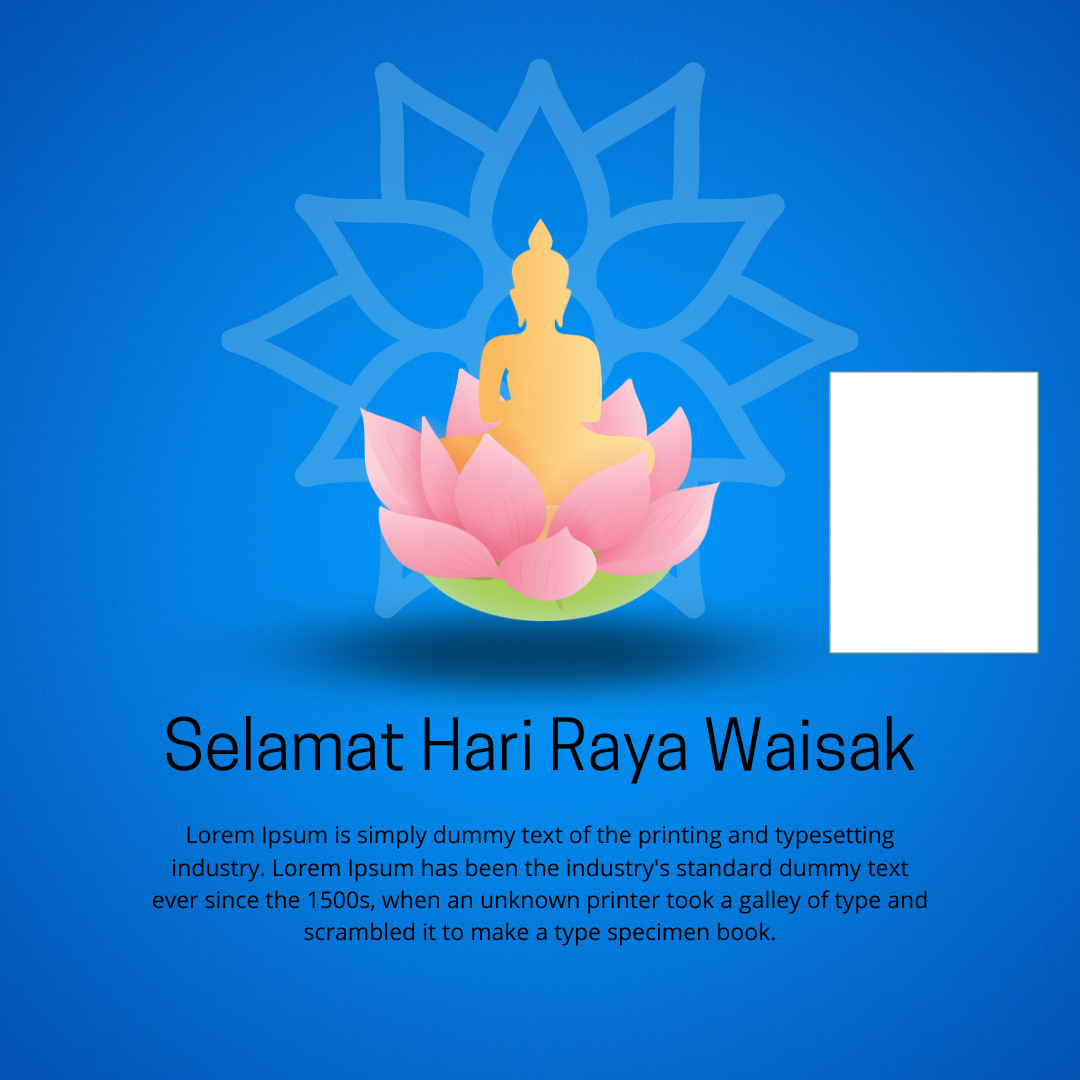 Selamat Hari Raya Waisak
Lorem Ipsum is simply dummy text of the printing and typesetting
industry. Lorem Ipsum has been the industry's standard dummy text
ever since the 1500s, when an unknown printer took a galley of type and
scrambled it to make a type specimen book.